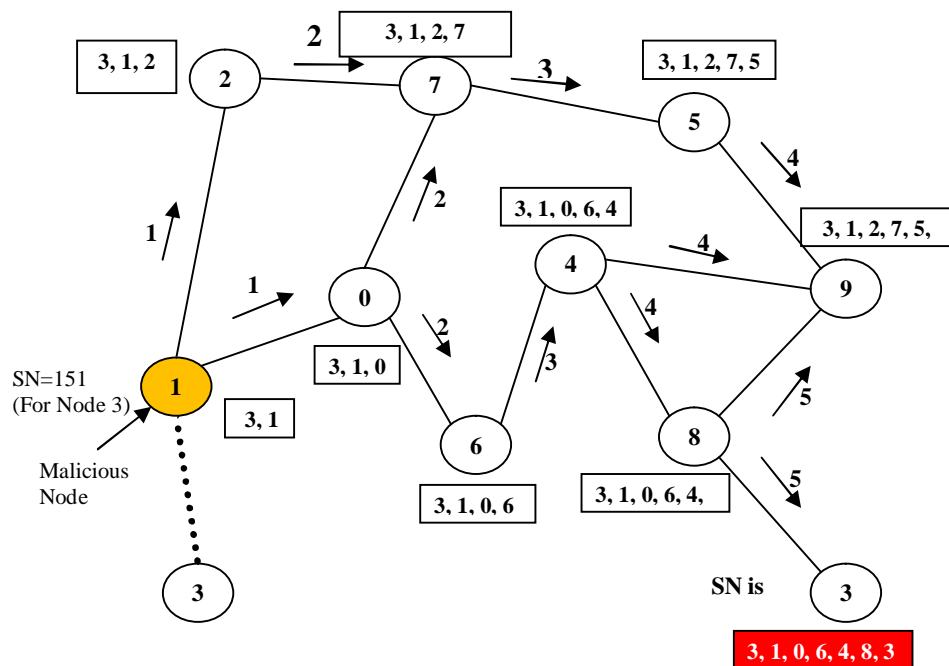 2
3, 1, 2, 7
3, 1, 2
2
7
3
3, 1, 2, 7, 5
5
4
1
2
3, 1, 0, 6, 4
4
3, 1, 2, 7, 5,
4
9
1
0
2
4
3
5
SN=151
(For Node 3)
1
3, 1, 0
3, 1
Malicious
Node
6
8
3, 1, 0, 6
3, 1, 0, 6, 4,
5
3
SN is
3
3, 1, 0, 6, 4, 8, 3